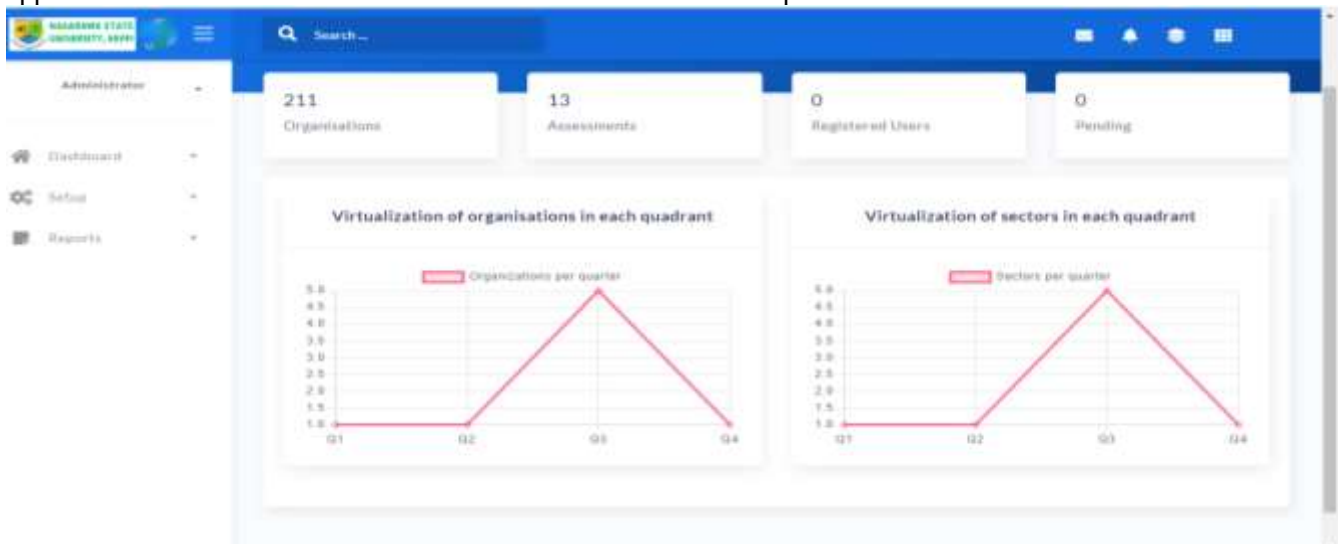 NASARAWA STATE
UNIVERSITY, KEFFI
Search ...
Administrator
Dashboard
Setup
Reports
211
Organisations
13
Assessments
0
Registered Users
0
Pending
Virtualization of organisations in each quadrant
Organizations per quarter
5.0
4.5
4.0
3.5
3.0
2.5
2.0
1.5
1.0
Q1 Q2 Q3 Q4
Virtualization of sectors in each quadrant
Sectors per quarter
5.0
4.5
4.0
3.5
3.0
2.5
2.0
1.5
1.0
Q1 Q2 Q3 Q4